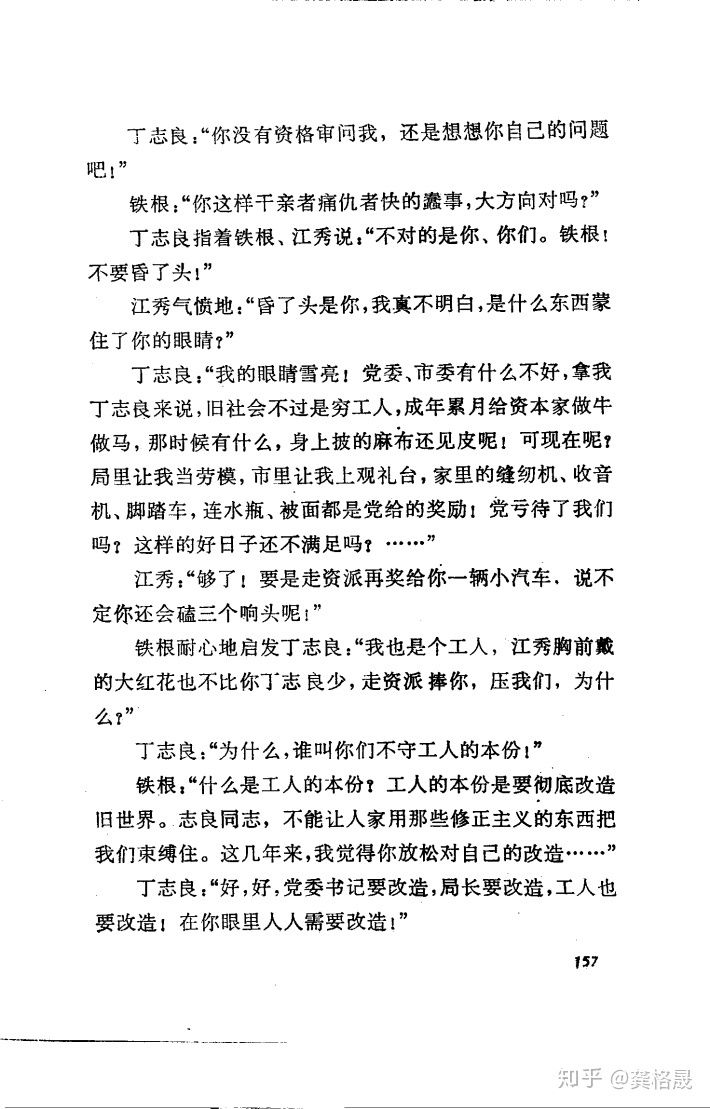 丁志良：“你没有资格审问我，还是想想你自己的问题
吧！”
铁根：“你这样干亲者痛仇者快的蠢事，大方向对吗？”
丁志良指着铁根、江秀说：“不对的是你、你们。铁根！
不要昏了头！”
江秀气愤地：“昏了头是你，我真不明白，是什么东西蒙
住了你的眼睛？”
丁志良：“我的眼睛雪亮！党委、市委有什么不好，拿我
丁志良来说，旧社会不过是穷工人，成年累月给资本家做牛
做马，那时候有什么，身上披的麻布还见皮呢！可现在呢？
局里让我当劳模，市里让我上观礼台，家里的缝纫机、收音
机、脚踏车，连水瓶、被面都是党给的奖励！党亏待了我们
吗？这样的好日子还不满足吗？……”
江秀：“够了！要是走资派再奖给你一辆小汽车．说不
定你还会磕三个响头呢！”
铁根耐心地启发丁志良：“我也是个工人，江秀胸前戴
的大红花也不比你丁志良少，走资派捧你，压我们，为什
么？”
丁志良：“为什么，谁叫你们不守工人的本份！”
铁根：“什么是工人的本份？工人的本份是要彻底改造
旧世界。志良同志，不能让人家用那些修正主义的东西把
我们束缚住。这几年来，我觉得你放松对自己的改造……”
丁志良：“好，好，党委书记要改造，局长要改造，工人也
要改造！在你眼里人人需要改造！”
157
知乎 @龚格晟